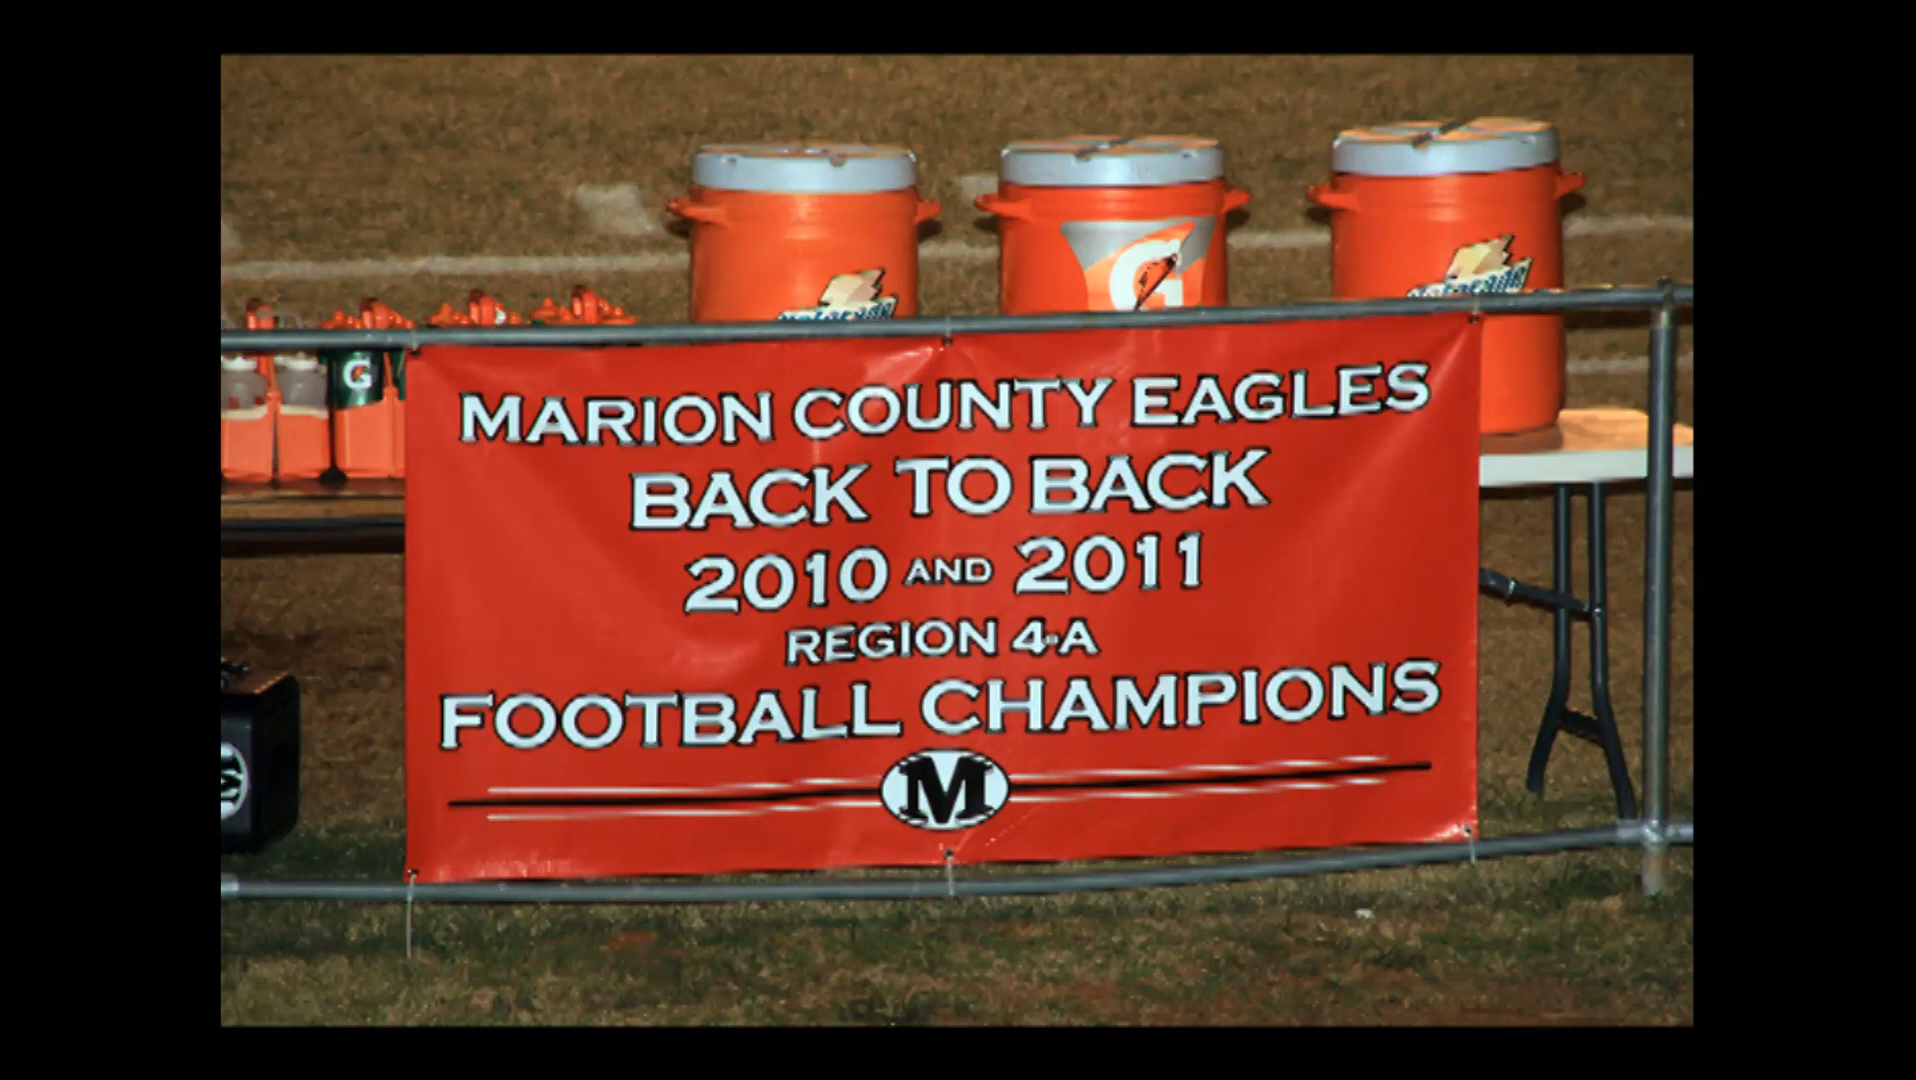 G
G
MARION COUNTY EAGLES
BACK TO BACK
2010 AND 2011
REGION 4-A
FOOTBALL CHAMPIONS
M